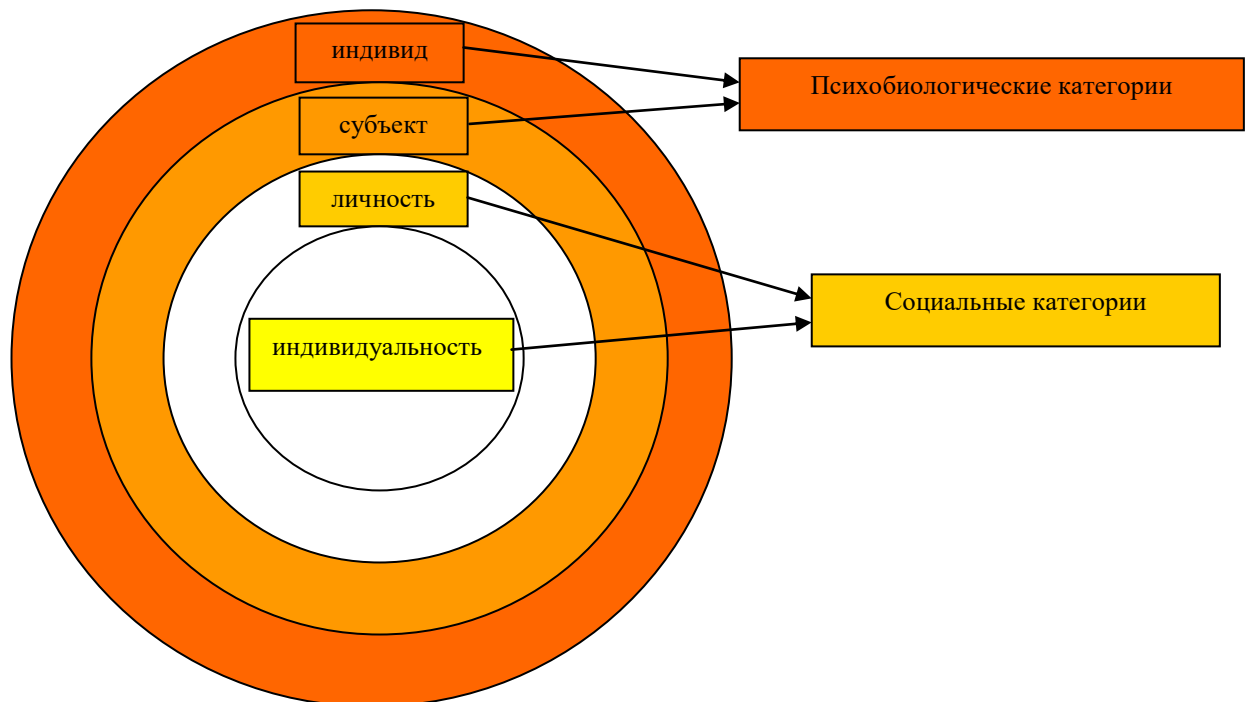 индивид
Психобиологические категории
субъект
личность
Социальные категории
индивидуальность